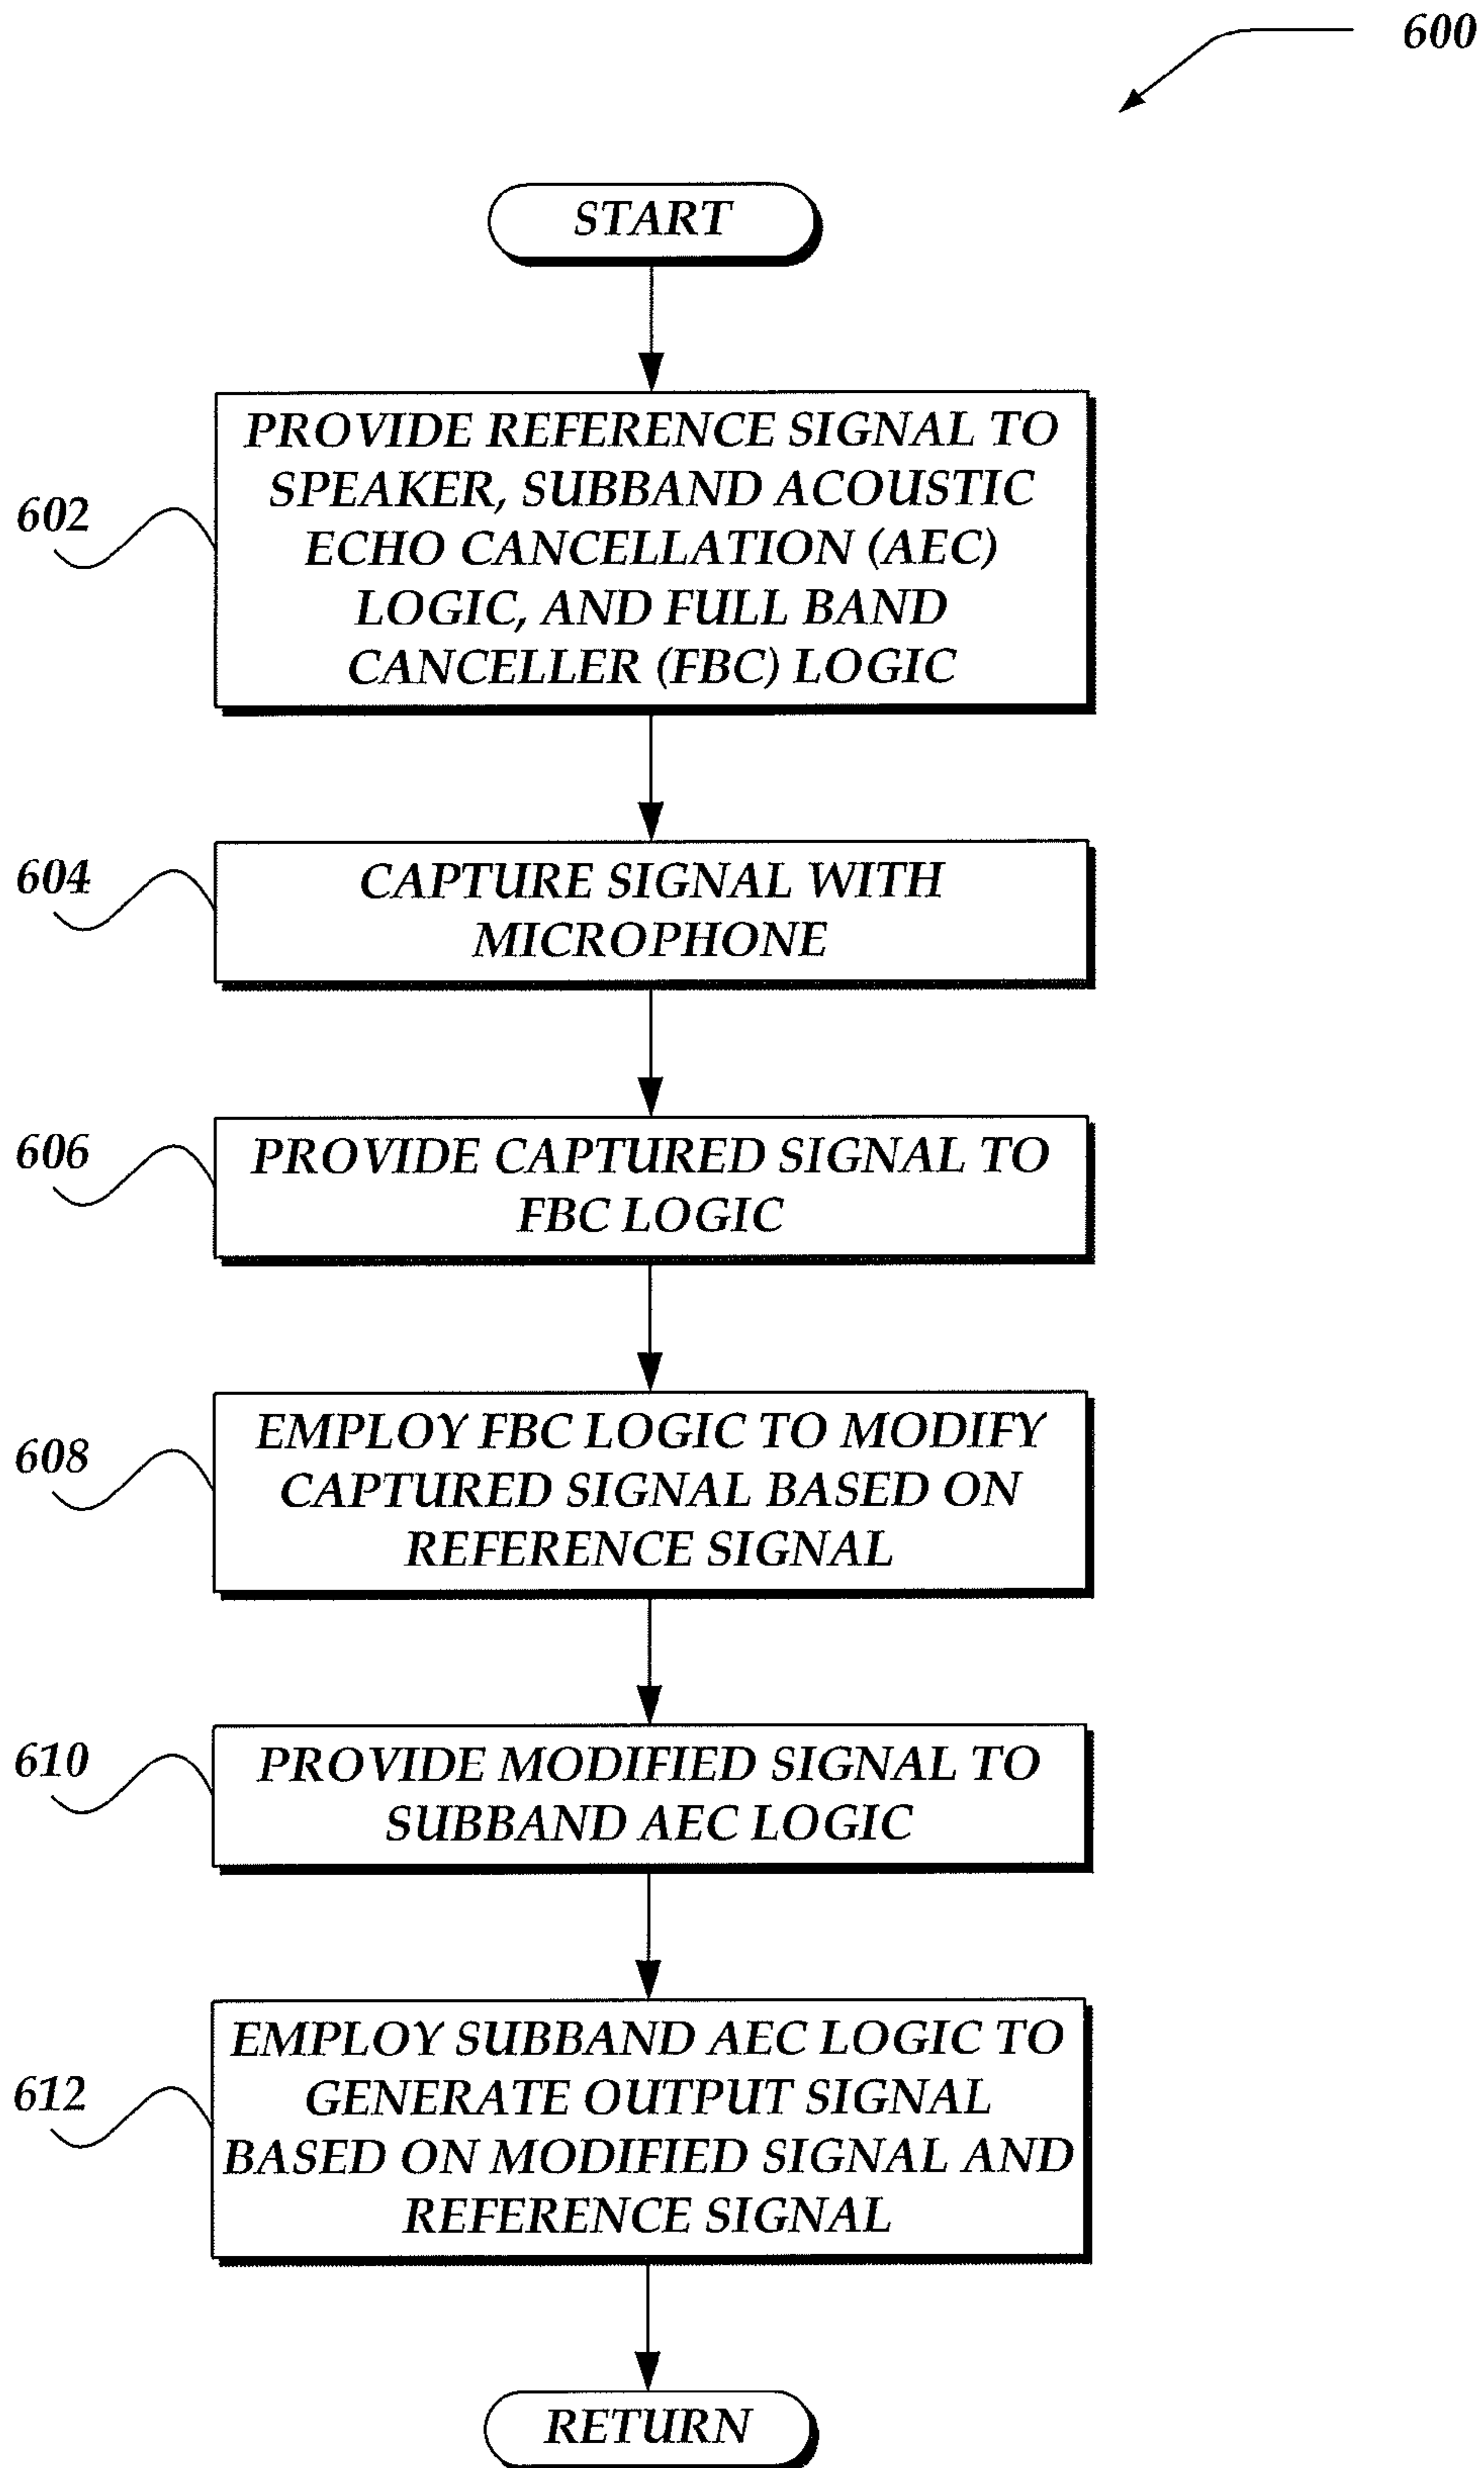 600
START
PROVIDE REFERENCE SIGNAL TO
SPEAKER, SUBBAND ACOUSTIC
ECHO CANCELLATION (AEC)
LOGIC, AND FULL BAND
CANCELLER (FBC) LOGIC
602
CAPTURE SIGNAL WITH
MICROPHONE
604
PROVIDE CAPTURED SIGNAL TO
FBC LOGIC
606
EMPLOY FBC LOGIC TO MODIFY
CAPTURED SIGNAL BASED ON
REFERENCE SIGNAL
608
PROVIDE MODIFIED SIGNAL TO
SUBBAND AEC LOGIC
610
EMPLOY SUBBAND AEC LOGIC TO
GENERATE OUTPUT SIGNAL
BASED ON MODIFIED SIGNAL AND
REFERENCE SIGNAL
612
RETURN